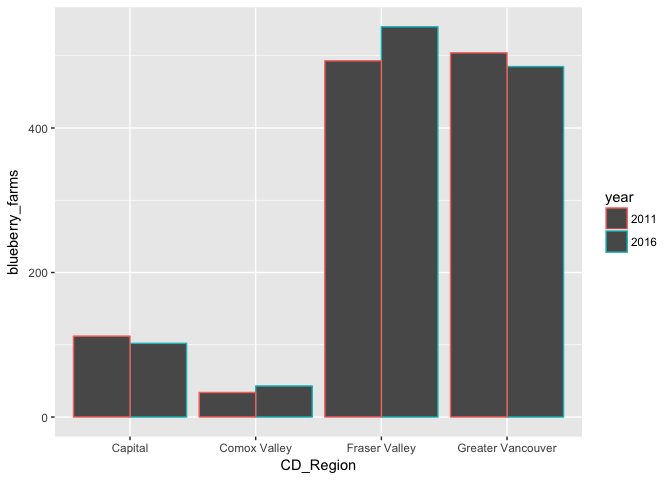 blueberry_farms
400
200
0
Capital
Comox Valley
Fraser Valley
Greater Vancouver
CD_Region
year
2011
2016